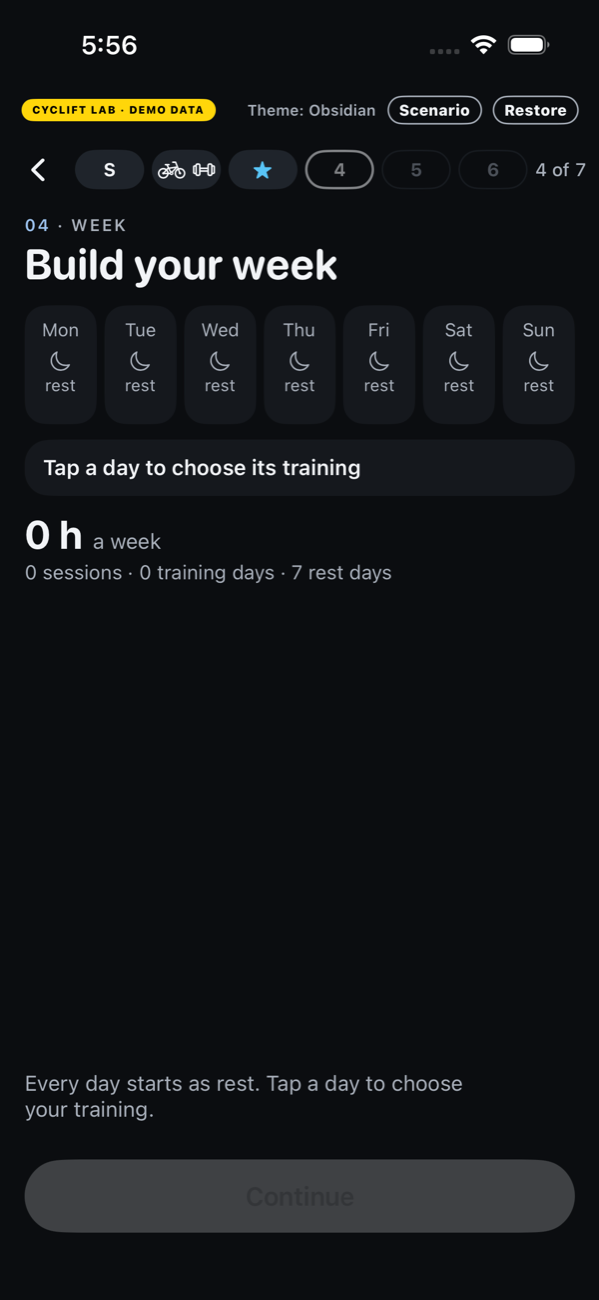 5:56
CYCLIFT LAB · DEMO DATA Theme: Obsidian Scenario Restore
S 4 5 6 4 of 7
04 · WEEK
Build your week
Mon Tue Wed Thu Fri Sat Sun
rest rest rest rest rest rest rest
Tap a day to choose its training
0 h a week
0 sessions · 0 training days · 7 rest days
Every day starts as rest. Tap a day to choose
your training.
Continue